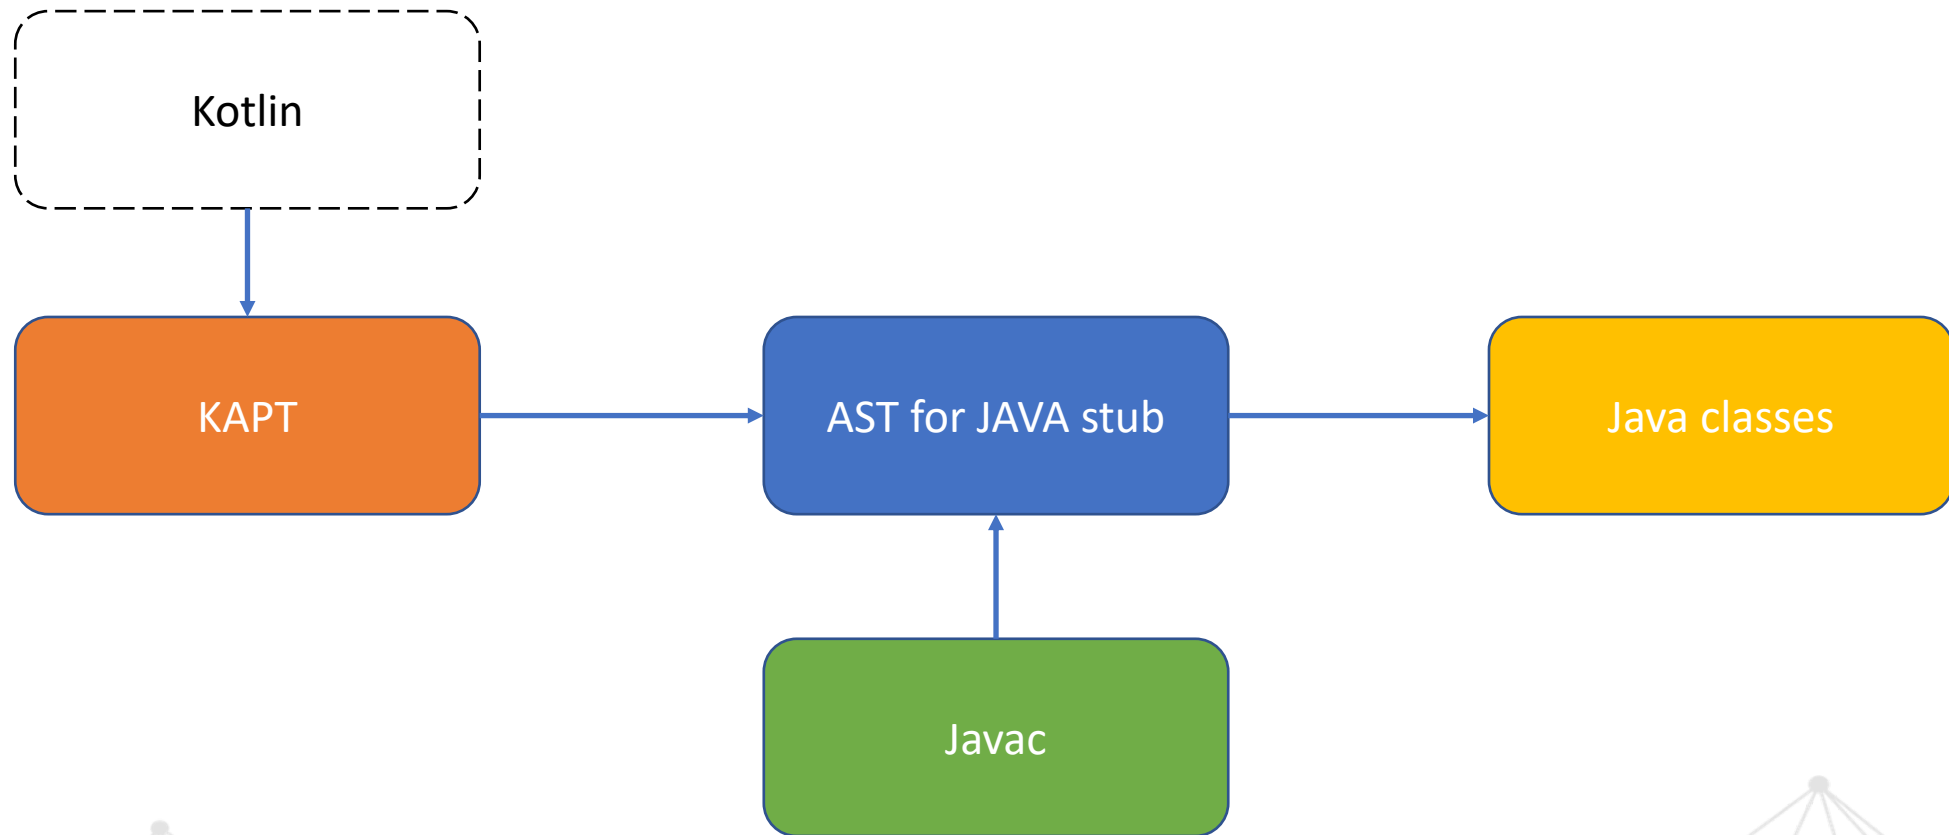 Kotlin
KAPT
AST for JAVA stub
Java classes
Javac